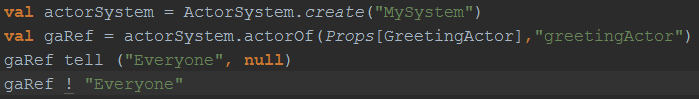 val actorSystem = ActorSystem.create("MySystem")
val gaRef = actorSystem.actorOf(Props[GreetingActor],"greetingActor")
gaRef tell ("Everyone", null)
gaRef ! "Everyone"